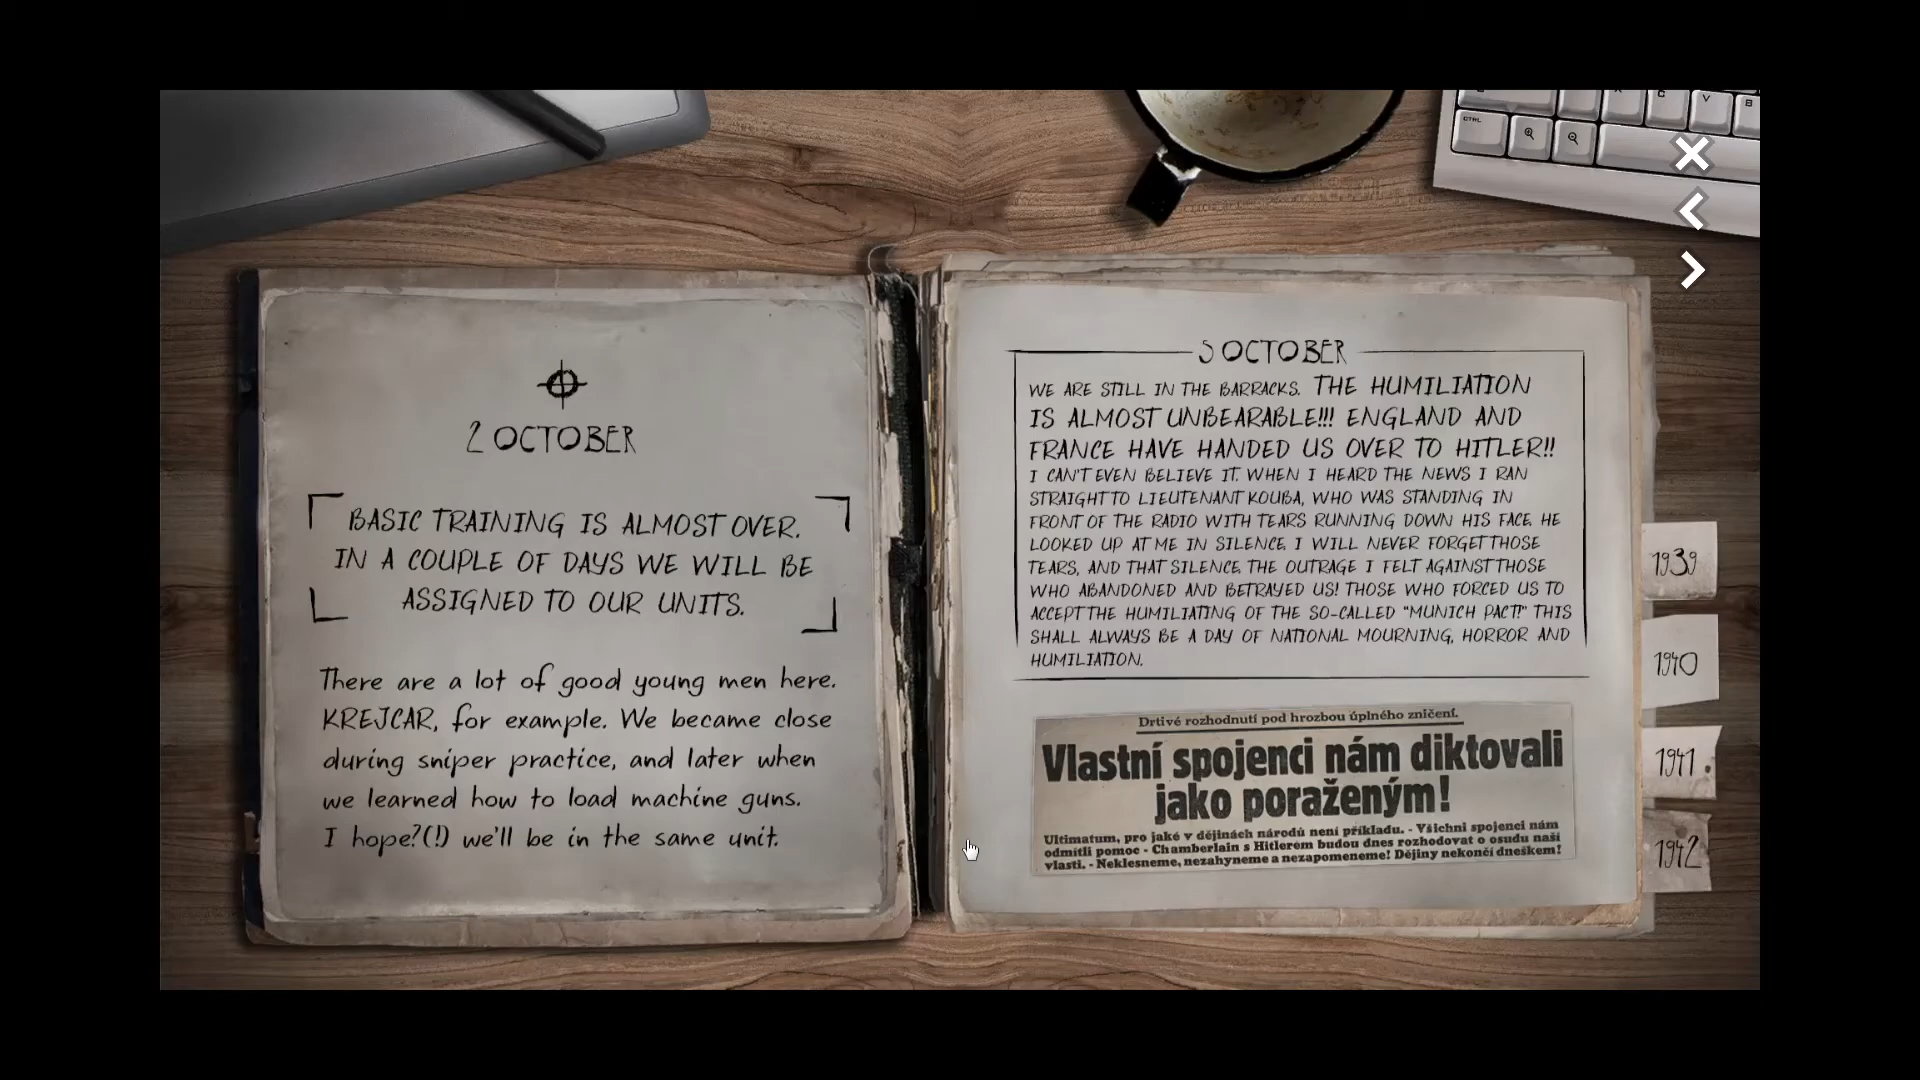 CTRL
C
V
B
2 OCTOBER
BASIC TRAINING IS ALMOST OVER.
IN A COUPLE OF DAYS WE WILL BE
ASSIGNED TO OUR UNITS.
There are a lot of good young men here.
KREJCAR, for example. We became close
during sniper practice, and later when
we learned how to load machine guns.
I hope?(!) we'll be in the same unit.
5 OCTOBER
WE ARE STILL IN THE BARRACKS. THE HUMILIATION
IS ALMOST UNBEARABLE!!! ENGLAND AND
FRANCE HAVE HANDED US OVER TO HITLER!!
I CAN'T EVEN BELIEVE IT. WHEN I HEARD THE NEWS I RAN
STRAIGHT TO LIEUTENANT KOUBA, WHO WAS STANDING IN
FRONT OF THE RADIO WITH TEARS RUNNING DOWN HIS FACE. HE
LOOKED UP AT ME IN SILENCE. I WILL NEVER FORGET THOSE
TEARS, AND THAT SILENCE, THE OUTRAGE I FELT AGAINST THOSE
WHO ABANDONED AND BETRAYED US! THOSE WHO FORCED US TO
ACCEPT THE HUMILIATING OF THE SO-CALLED "MUNICH PACT!" THIS
SHALL ALWAYS BE A DAY OF NATIONAL MOURNING, HORROR AND
HUMILIATION.
Drtivé rozhodnutí pod hrozbou úplného zničení.
Vlastní spojenci nám diktovali
jako poraženým!
Ultimatum, pro jaké v dějinách národů není příkladu. - Všichni spojenci nám
odmítli pomoc - Chamberlain s Hitlerem budou dnes rozhodovat o osudu naší
vlasti. - Neklesneme, nezahyneme a nezapomeneme! Dějiny nekončí dneškem!
1939
1940
1941.
1942